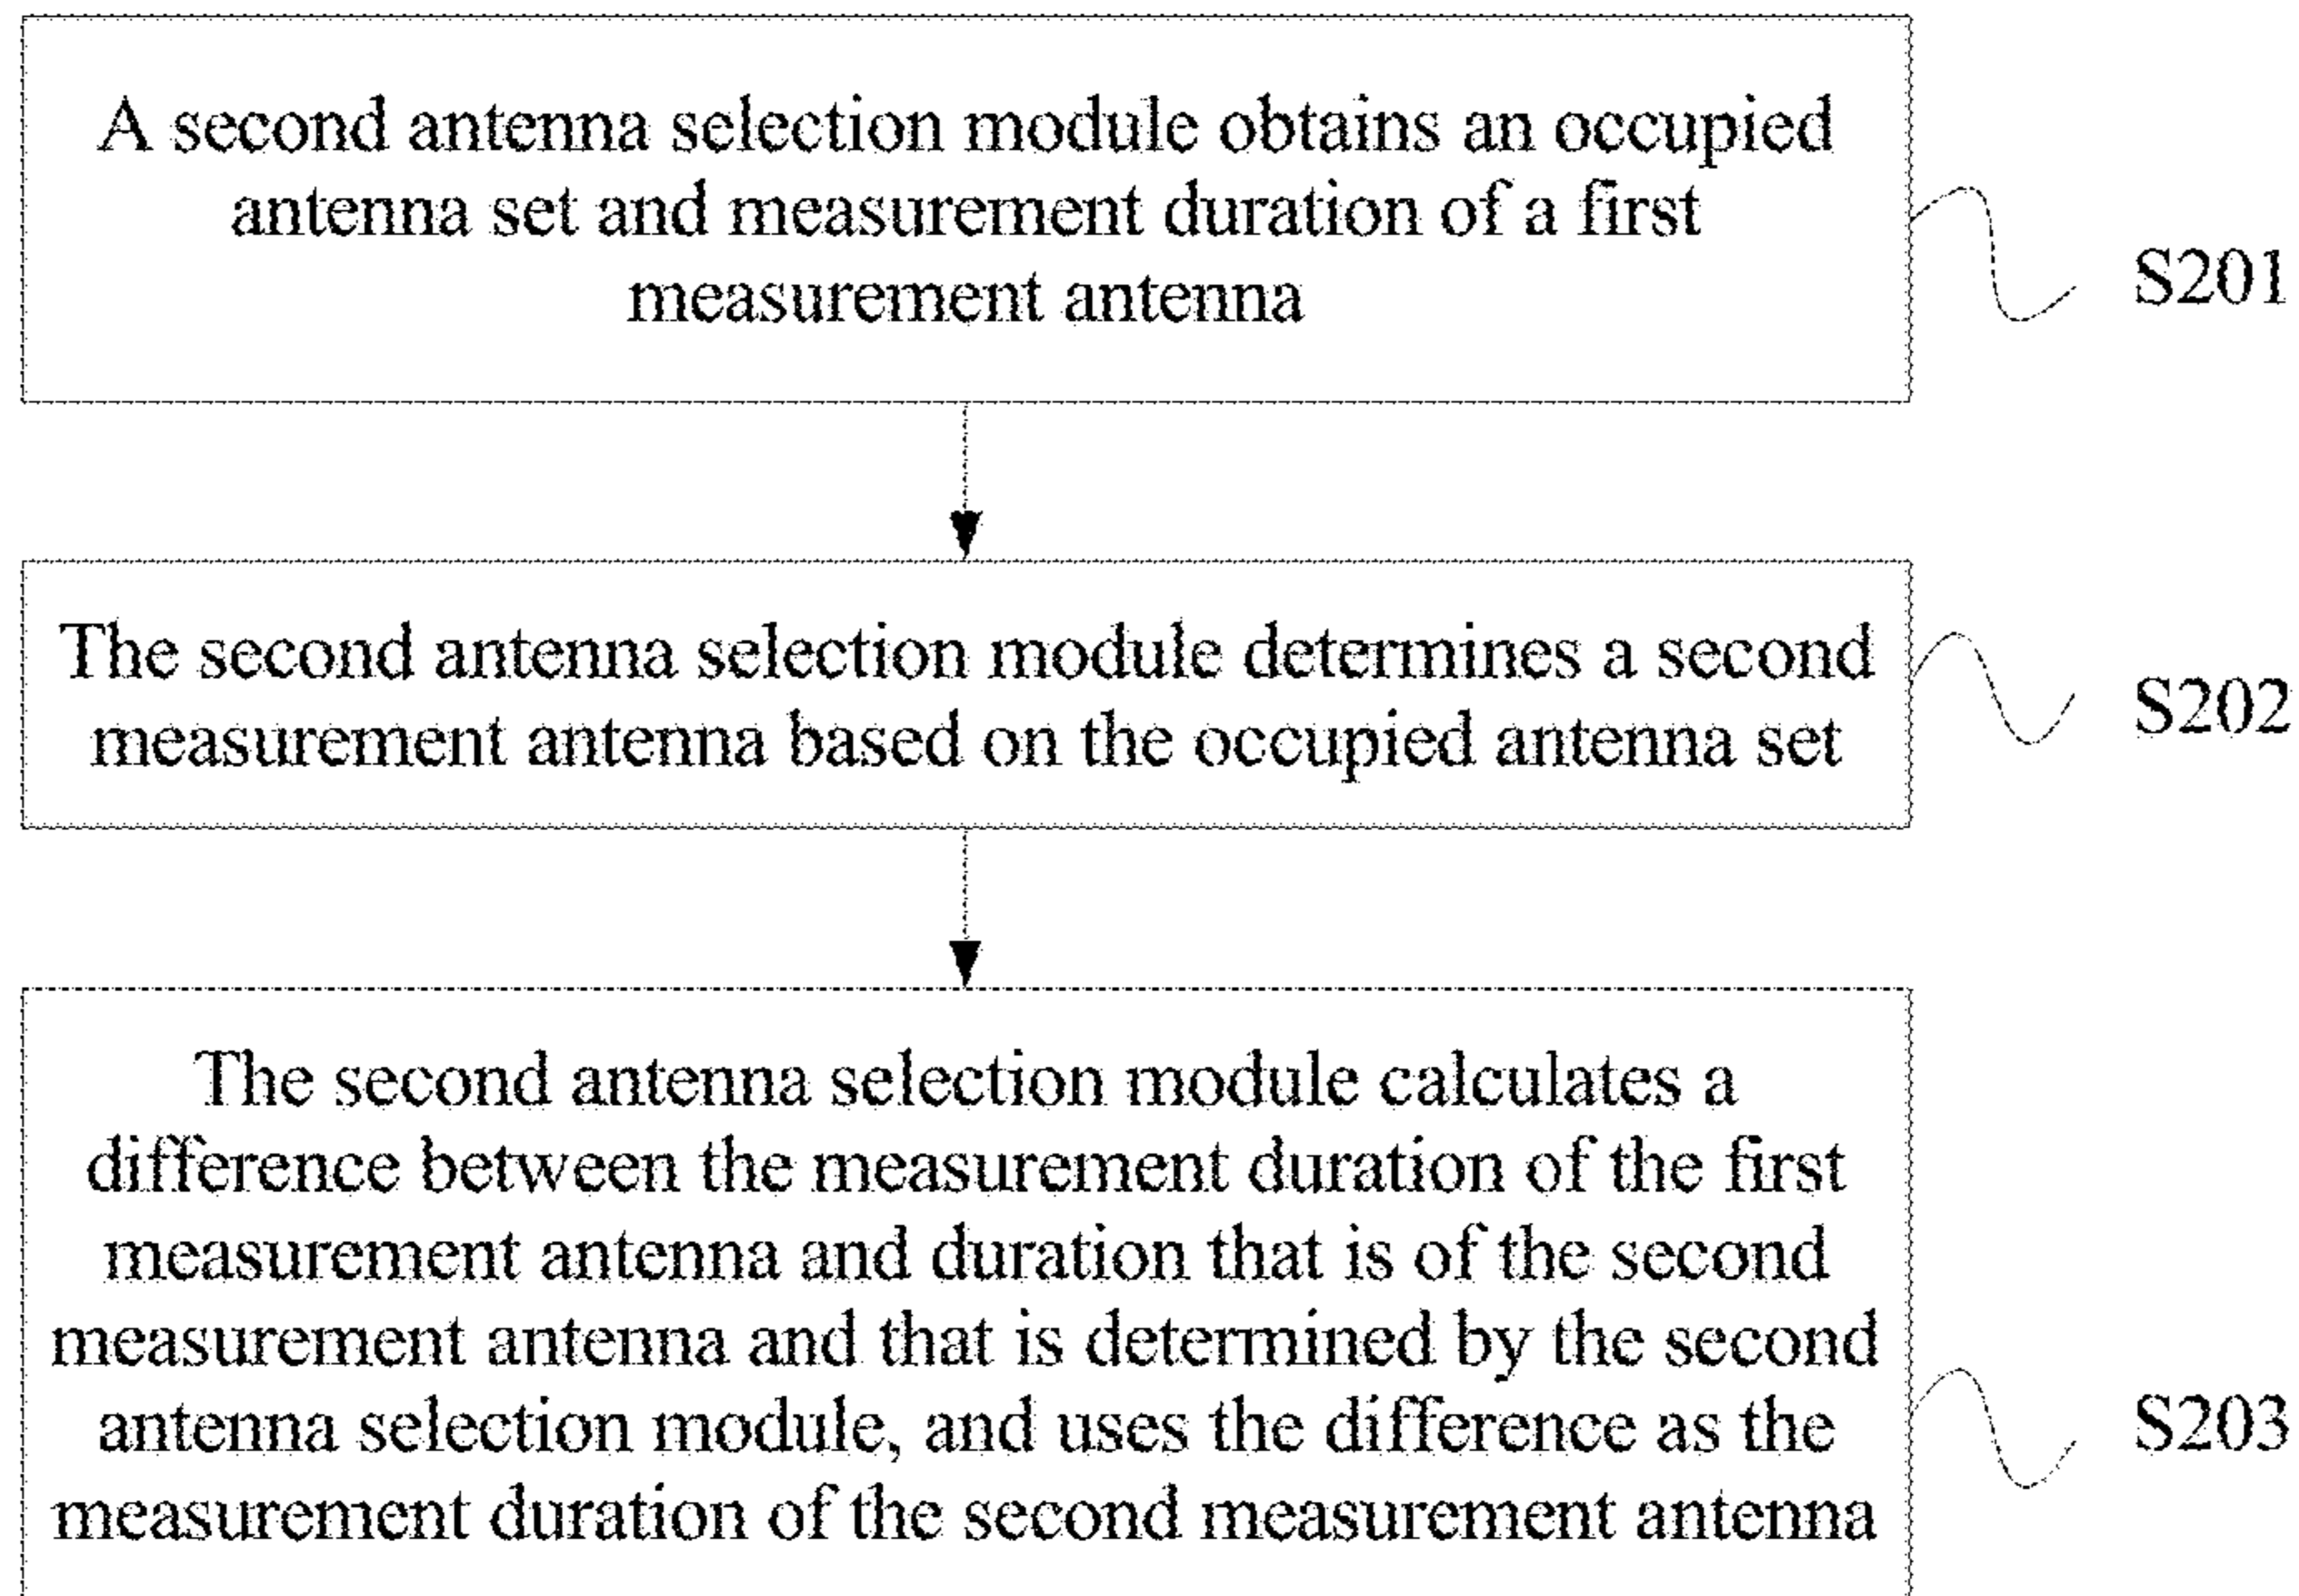 A second antenna selection module obtains an occupied
antenna set and measurement duration of a first
measurement antenna
S201
The second antenna selection module determines a second
measurement antenna based on the occupied antenna set
S202
The second antenna selection module calculates a
difference between the measurement duration of the first
measurement antenna and duration that is of the second
measurement antenna and that is determined by the second
antenna selection module, and uses the difference as the
measurement duration of the second measurement antenna
S203